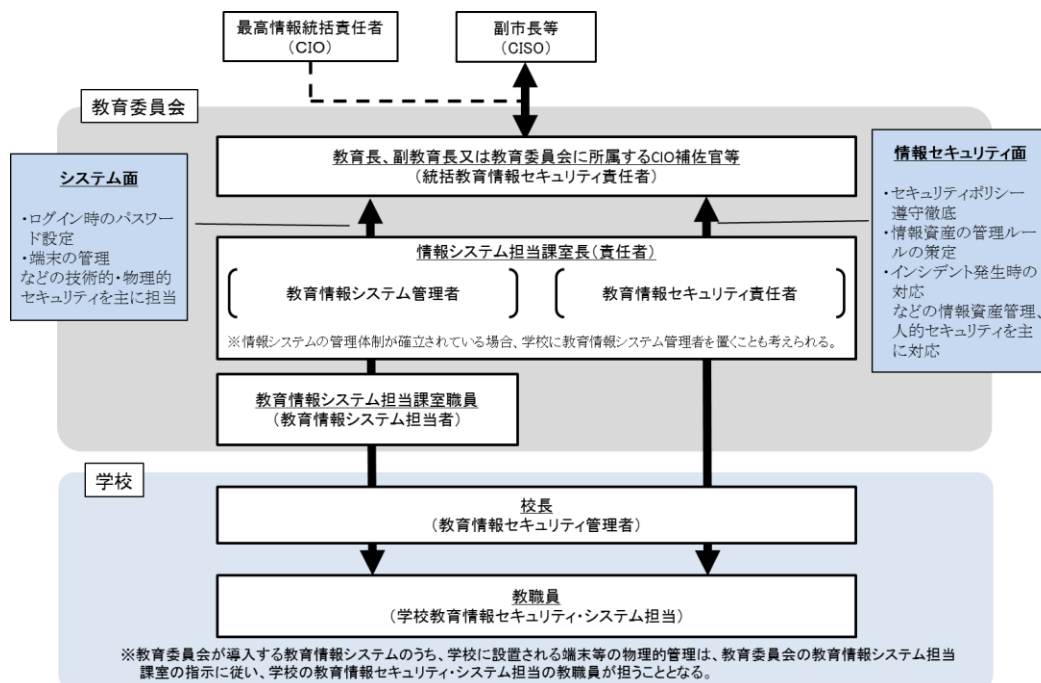 最高情報統括責任者
（CIO）
副市長等
（CISO）
教育委員会
教育長、副教育長又は教育委員会に所属するCIO補佐官等
（統括教育情報セキュリティ責任者）
システム面
・ログイン時のパスワー
ド設定
・端末の管理
などの技術的・物理的
セキュリティを主に担当
情報セキュリティ面
・セキュリティポリシー
遵守徹底
・情報資産の管理ルー
ルの策定
・インシデント発生時の
対応
などの情報資産管理、
人的セキュリティを主
に対応
情報システム担当課室長（責任者）
教育情報システム管理者
教育情報セキュリティ責任者
※情報システムの管理体制が確立されている場合、学校に教育情報システム管理者を置くことも考えられる。
教育情報システム担当課室職員
（教育情報システム担当者）
学校
校長
（教育情報セキュリティ管理者）
教職員
（学校教育情報セキュリティ・システム担当）
※教育委員会が導入する教育情報システムのうち、学校に設置される端末等の物理的管理は、教育委員会の教育情報システム担当
課室の指示に従い、学校の教育情報セキュリティ・システム担当の教職員が担うこととなる。